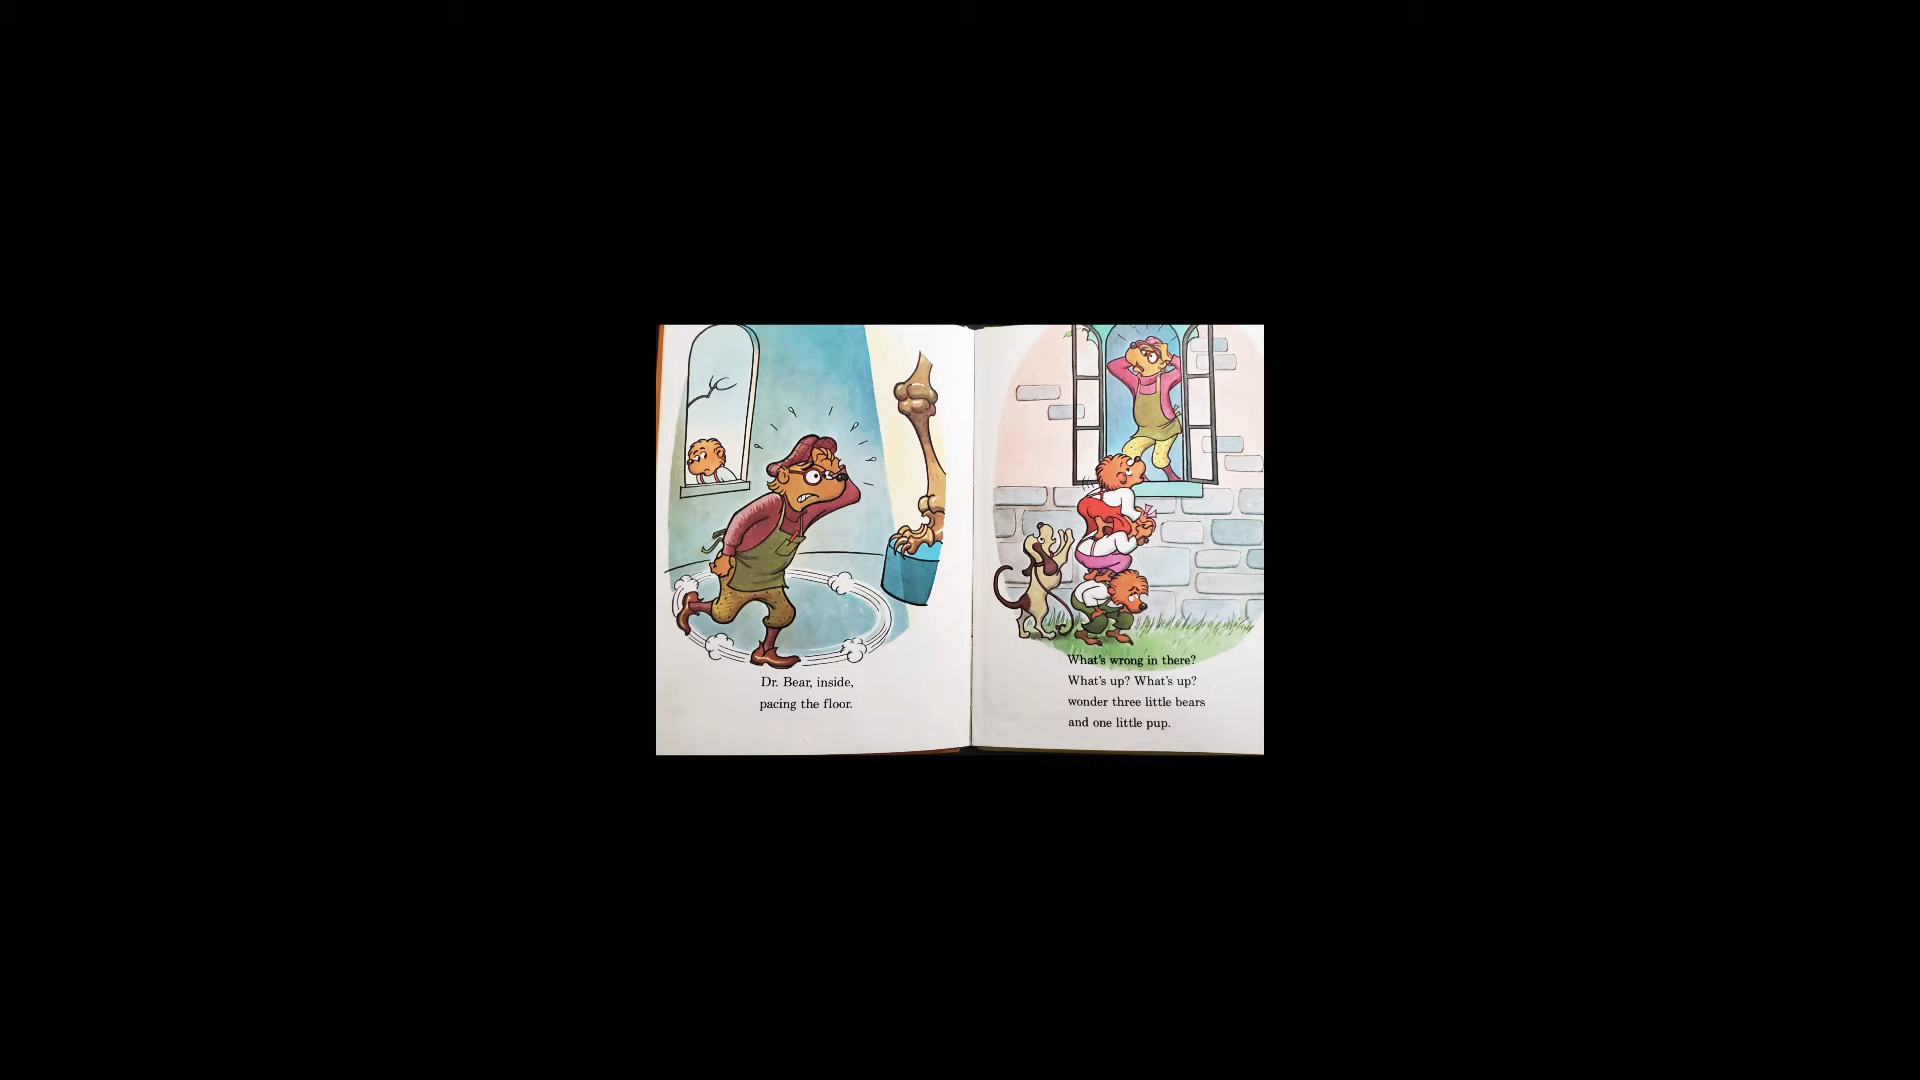 Dr. Bear, inside,
pacing the floor.
What's wrong in there?
What's up? What's up?
wonder three little bears
and one little pup.